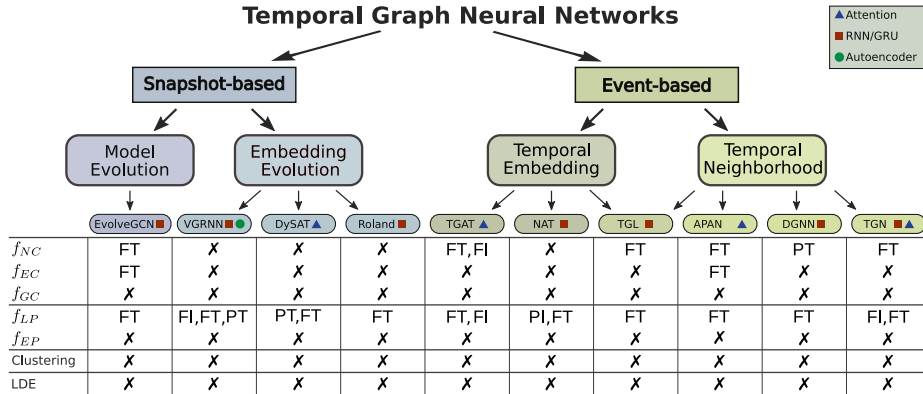 Temporal Graph Neural Networks
Attention
RNN/GRU
Autoencoder
Snapshot-based
Event-based
Model
Evolution
Embedding
Evolution
Temporal
Embedding
Temporal
Neighborhood
EvolveGCN VGRNN DySAT Roland TGAT NAT TGL APAN DGNN TGN
f_NC FT ✗ ✗ ✗ FT,FI ✗ FT FT PT FT
f_EC FT ✗ ✗ ✗ ✗ ✗ ✗ FT ✗ ✗
f_GC ✗ ✗ ✗ ✗ ✗ ✗ ✗ ✗ ✗ ✗
f_LP FT FI,FT,PT PT,FT FT FT,FI PI,FT FT FT FT FI,FT
f_EP ✗ ✗ ✗ ✗ ✗ ✗ ✗ ✗ ✗ ✗
Clustering ✗ ✗ ✗ ✗ ✗ ✗ ✗ ✗ ✗ ✗
LDE ✗ ✗ ✗ ✗ ✗ ✗ ✗ ✗ ✗ ✗